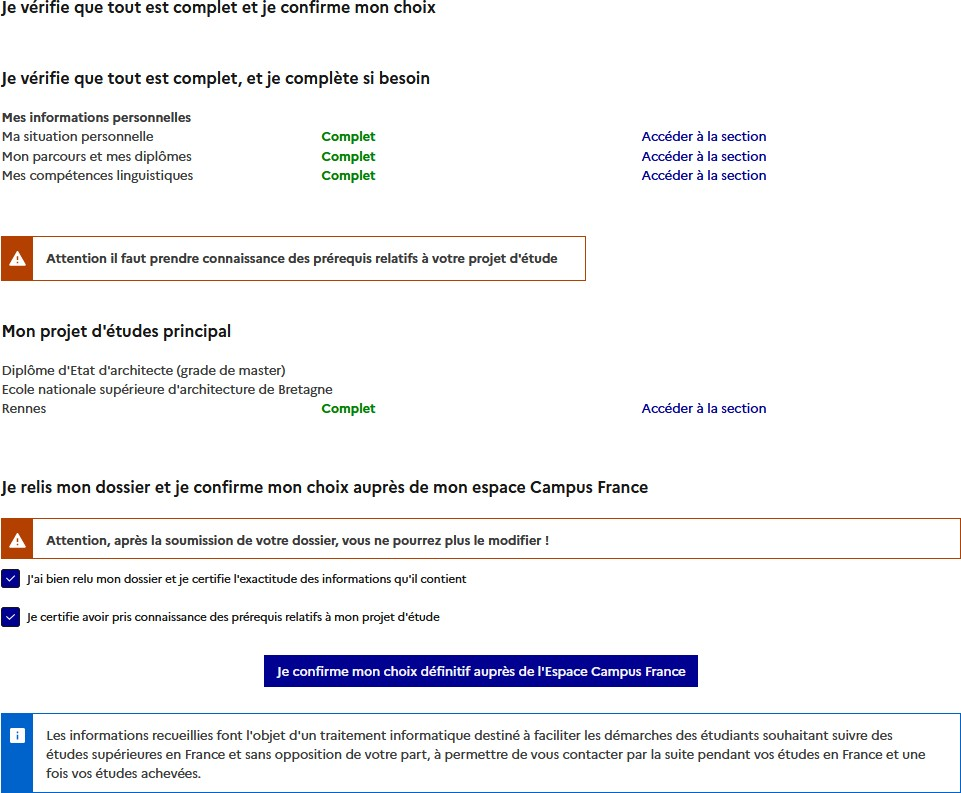 Je vérifie que tout est complet et je confirme mon choix
Je vérifie que tout est complet, et je complète si besoin
Mes informations personnelles
Ma situation personnelle Complet Accéder à la section
Mon parcours et mes diplômes Complet Accéder à la section
Mes compétences linguistiques Complet Accéder à la section
Attention il faut prendre connaissance des prérequis relatifs à votre projet d'étude
Mon projet d'études principal
Diplôme d'Etat d'architecte (grade de master)
Ecole nationale supérieure d'architecture de Bretagne
Rennes Complet Accéder à la section
Je relis mon dossier et je confirme mon choix auprès de mon espace Campus France
Attention, après la soumission de votre dossier, vous ne pourrez plus le modifier !
J'ai bien relu mon dossier et je certifie l'exactitude des informations qu'il contient
Je certifie avoir pris connaissance des prérequis relatifs à mon projet d'étude
Je confirme mon choix définitif auprès de l'Espace Campus France
Les informations recueillies font l'objet d'un traitement informatique destiné à faciliter les démarches des étudiants souhaitant suivre des
études supérieures en France et sans opposition de votre part, à permettre de vous contacter par la suite pendant vos études en France et une
fois vos études achevées.